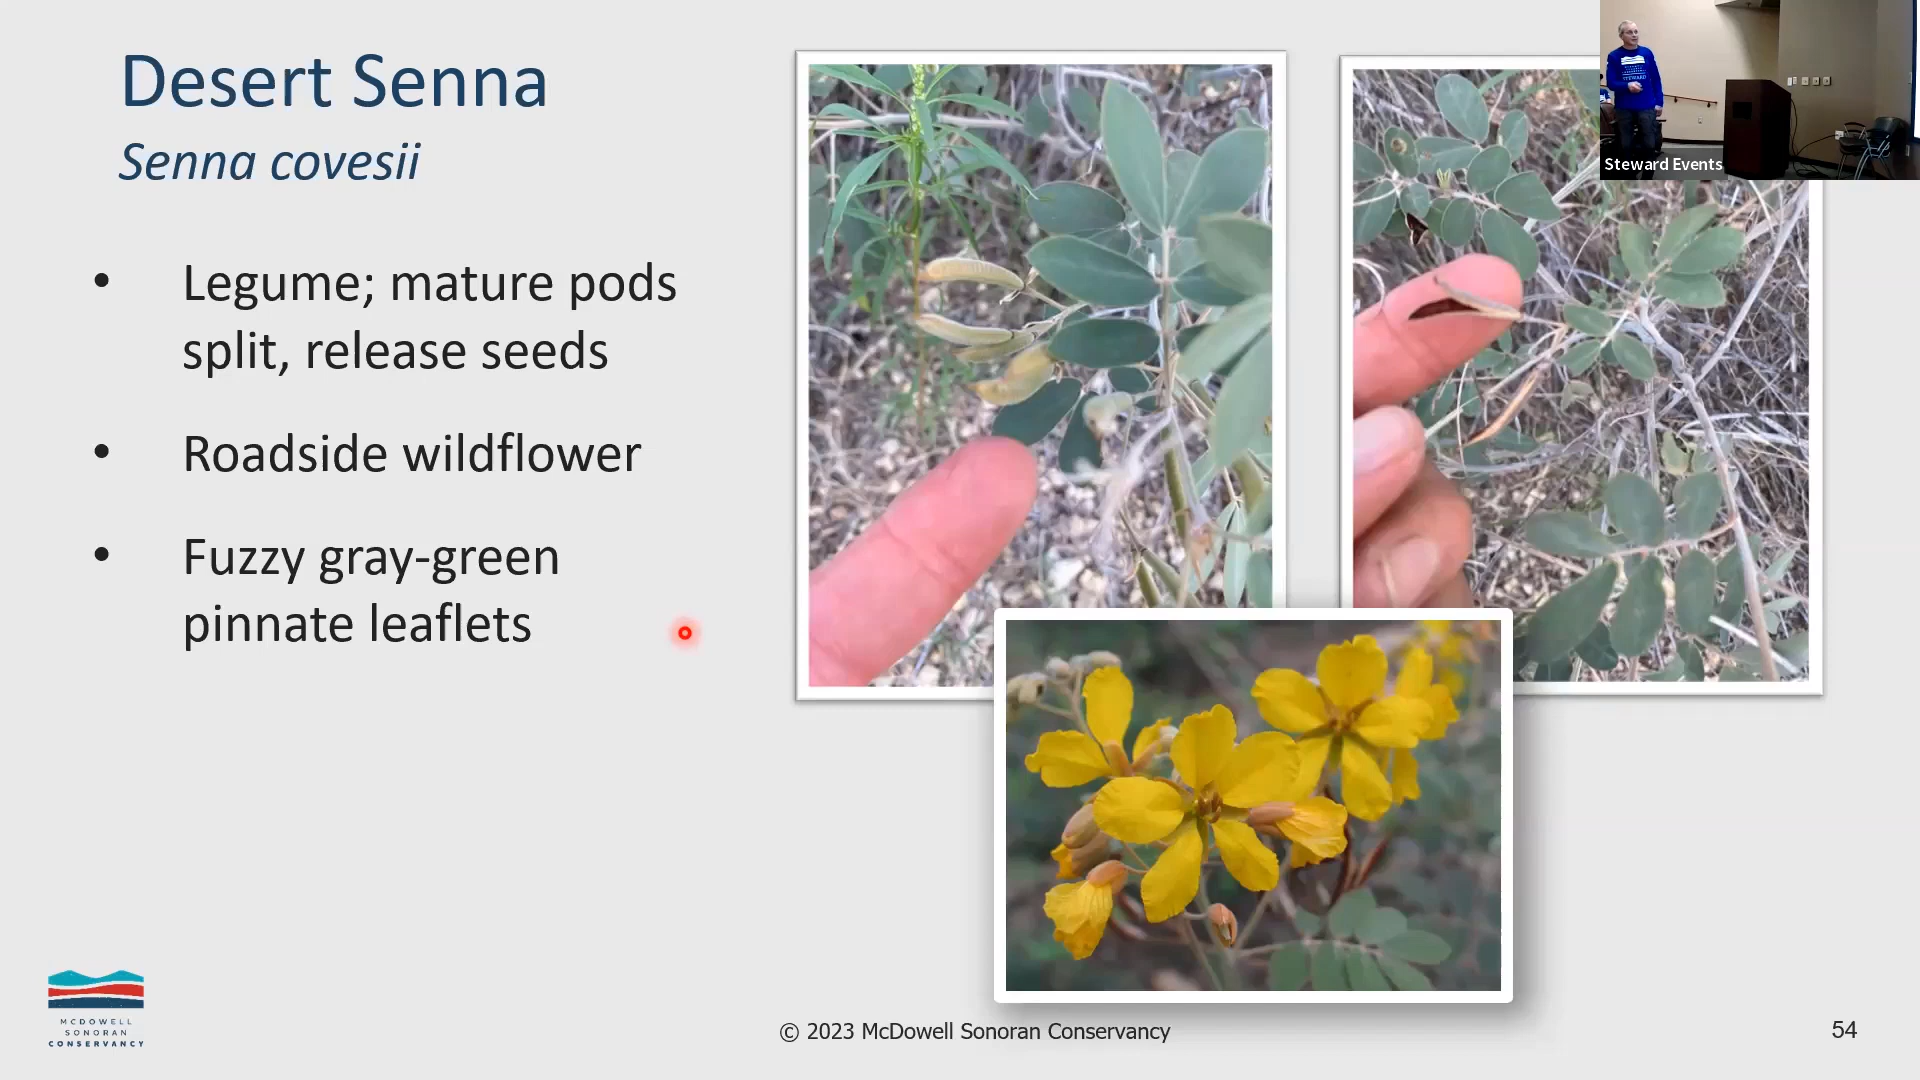 Desert Senna
Senna covesii
• Legume; mature pods
split, release seeds
• Roadside wildflower
• Fuzzy gray-green
pinnate leaflets
STEWARD
Steward Events
MCDOWELL
SONORAN
CONSERVANCY
© 2023 McDowell Sonoran Conservancy
54